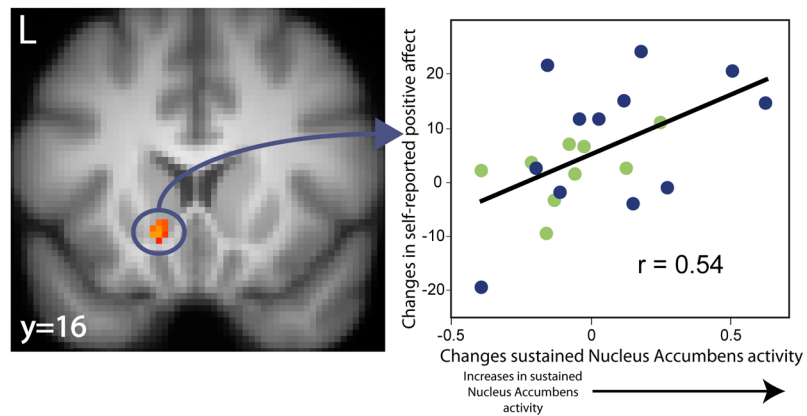 L
y=16
Changes in self-reported positive affect
20
10
0
-10
-20
r = 0.54
-0.5
0
0.5
Changes sustained Nucleus Accumbens activity
Increases in sustained
Nucleus Accumbens
activity